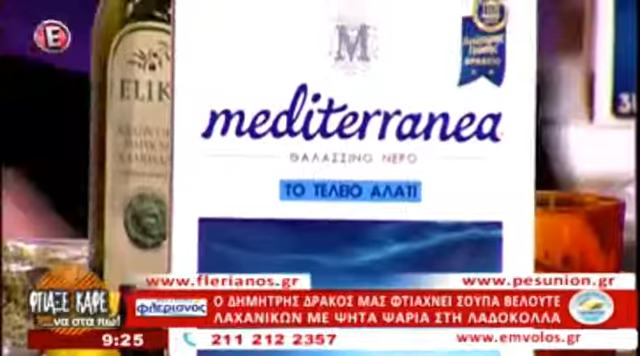 E
M
ELIK
mediterranea
ΘΑΛΑΣΣΙΝΟ ΝΕΡΟ
ΤΟ ΤΕΛΕΙΟ ΑΛΑΤΙ
www.flerianos.gr
www.pesunion.gr
ΦΤΙΑΞΕ ΚΑΦΕ
...να στα πω!
φλεριανος
Ο ΔΗΜΗΤΡΗΣ ΔΡΑΚΟΣ ΜΑΣ ΦΤΙΑΧΝΕΙ ΣΟΥΠΑ ΒΕΛΟΥΤΕ
ΛΑΧΑΝΙΚΩΝ ΜΕ ΨΗΤΑ ΨΑΡΙΑ ΣΤΗ ΛΑΔΟΚΟΛΛΑ
9:25
211 212 2357
www.emvolos.gr